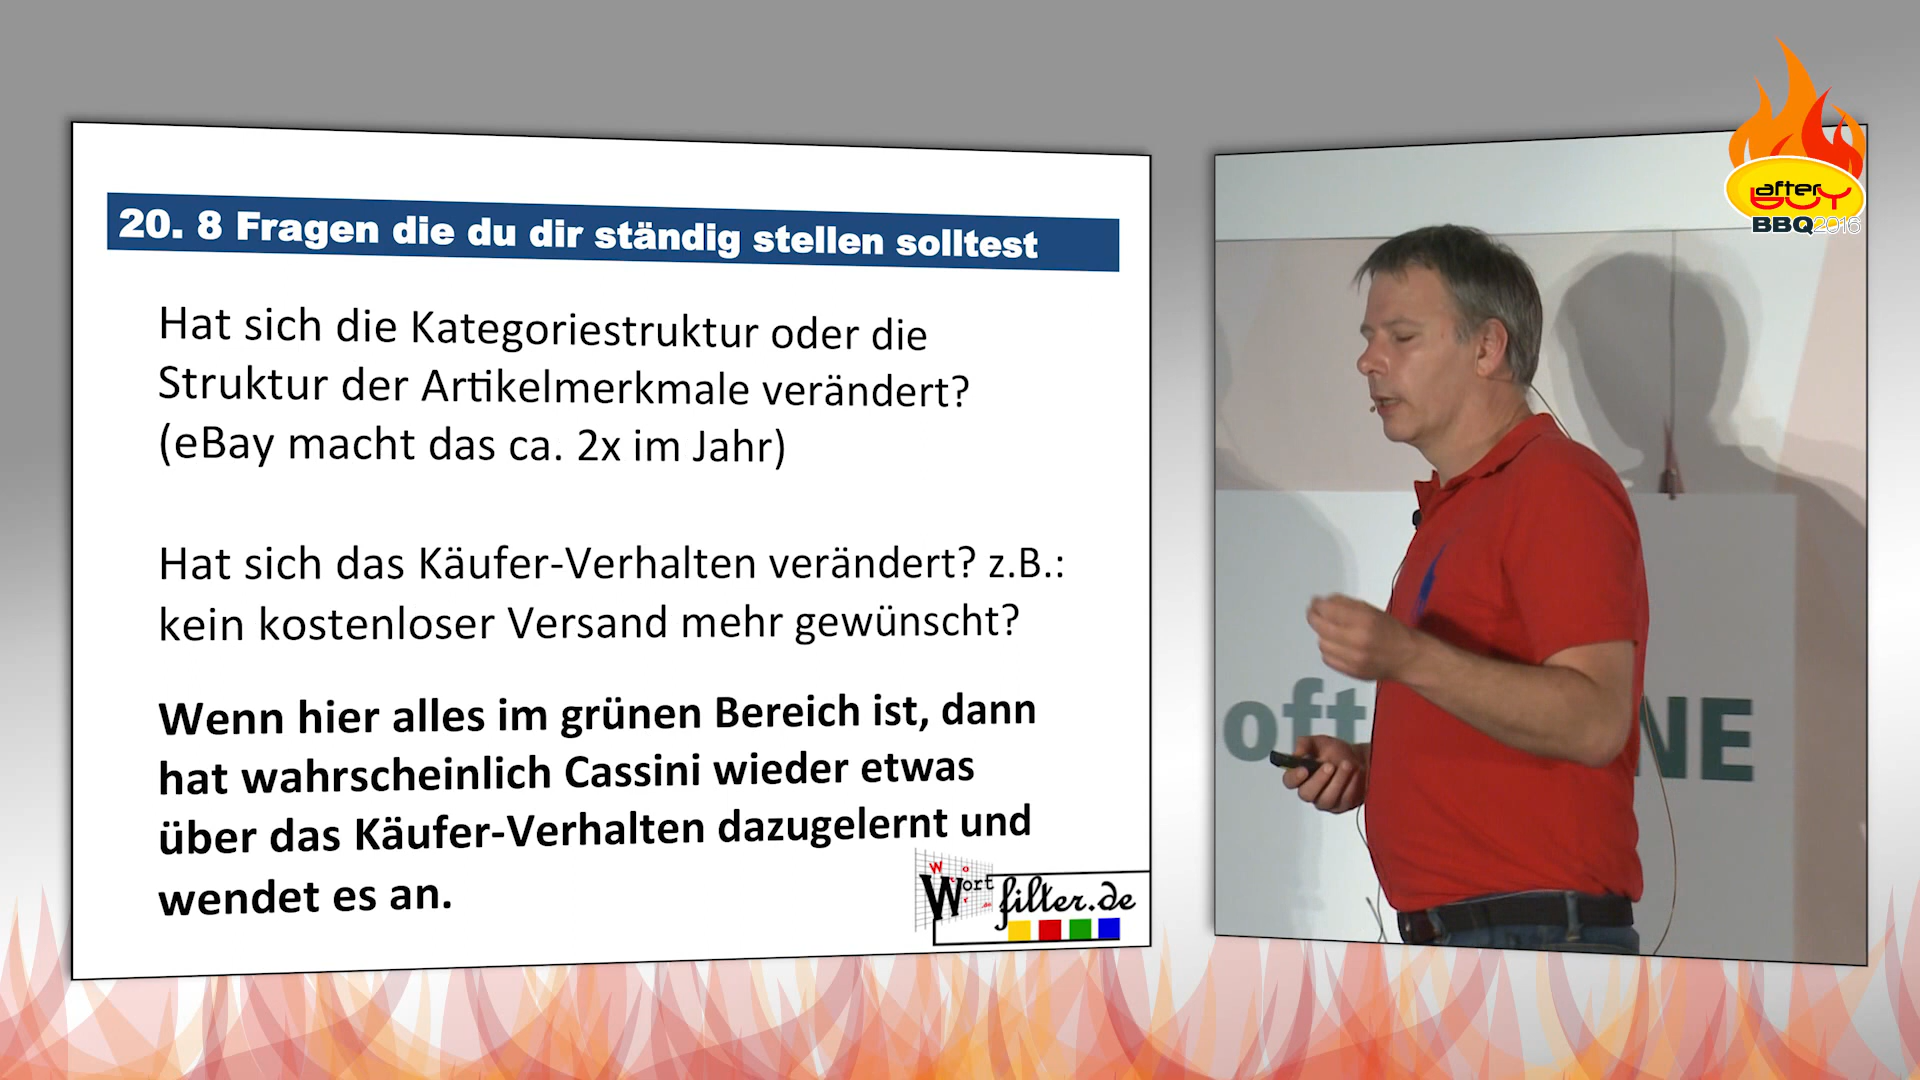 20. 8 Fragen die du dir ständig stellen solltest
Hat sich die Kategoriestruktur oder die
Struktur der Artikelmerkmale verändert?
(eBay macht das ca. 2x im Jahr)
Hat sich das Käufer-Verhalten verändert? z.B.:
kein kostenloser Versand mehr gewünscht?
Wenn hier alles im grünen Bereich ist, dann
hat wahrscheinlich Cassini wieder etwas
über das Käufer-Verhalten dazugelernt und
wendet es an.
Wortfilter.de
after
BUY
BBQ2016
oft
NE